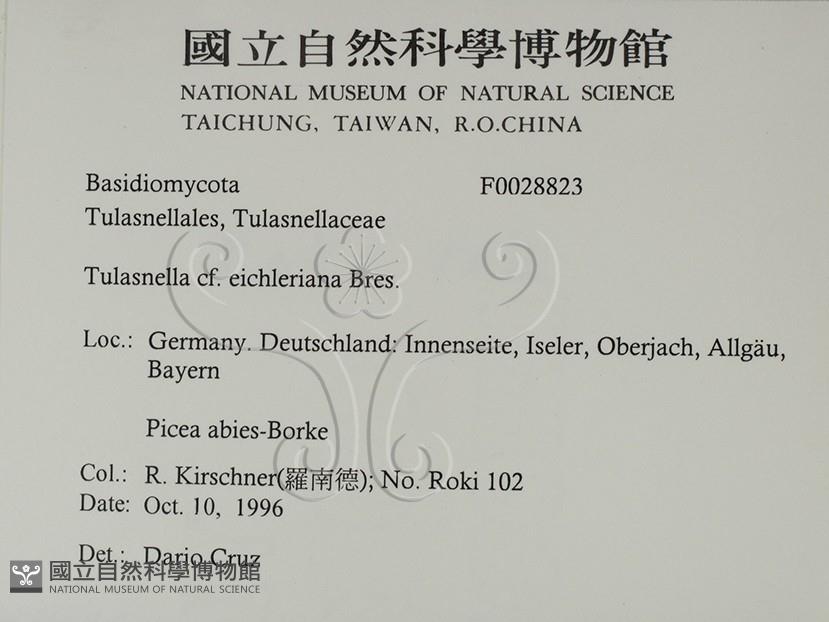 國立自然科學博物館
NATIONAL MUSEUM OF NATURAL SCIENCE
TAICHUNG, TAIWAN, R.O.CHINA
Basidiomycota F0028823
Tulasnellales, Tulasnellaceae
Tulasnella cf. eichleriana Bres.
Loc.: Germany. Deutschland: Innenseite, Iseler, Oberjach, Allgäu,
Bayern
Picea abies-Borke
Col.: R. Kirschner(羅南德); No. Roki 102
Date: Oct. 10, 1996
Det.: Dario Cruz
國立自然科學博物館
NATIONAL MUSEUM OF NATURAL SCIENCE